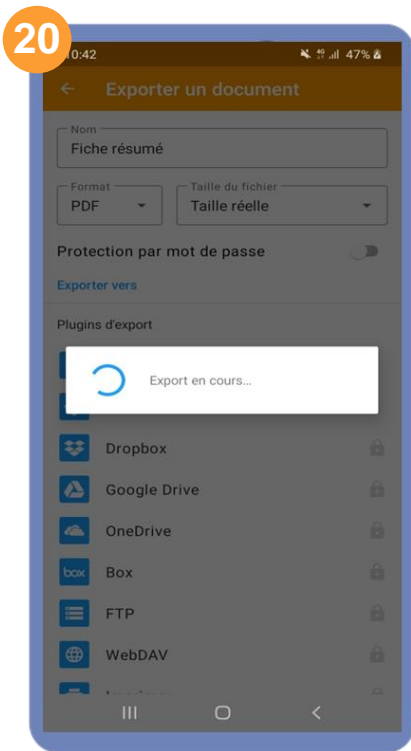 20
0:42
47%
Exporter un document
Nom
Fiche résumé
Format
PDF
Taille du fichier
Taille réelle
Protection par mot de passe
Exporter vers
Plugins d'export
Export en cours...
Dropbox
Google Drive
OneDrive
box
Box
FTP
WebDAV